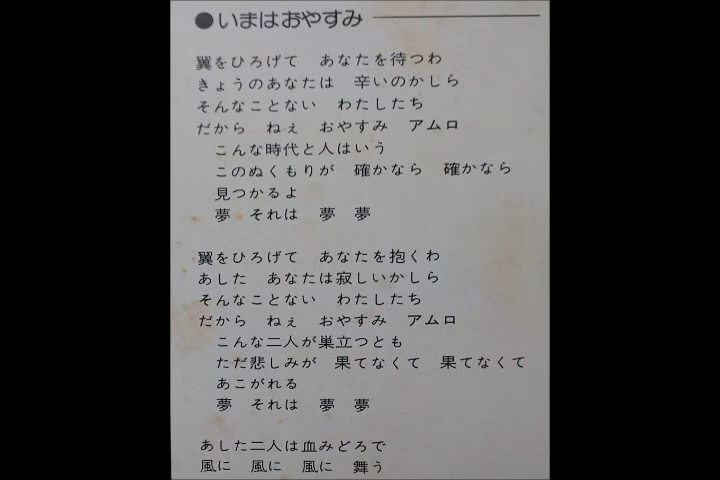 ●いまはおやすみ
翼をひろげて　あなたを待つわ
きょうのあなたは　辛いのかしら
そんなことない　わたしたち
だから　ねぇ　おやすみ　アムロ
こんな時代と人はいう
このぬくもりが　確かなら　確かなら
見つかるよ
夢　それは　夢　夢
翼をひろげて　あなたを抱くわ
あした　あなたは寂しいかしら
そんなことない　わたしたち
だから　ねぇ　おやすみ　アムロ
こんな二人が巣立つとも
ただ悲しみが　果てなくて　果てなくて
あこがれる
夢　それは　夢　夢
あした二人は血みどろで
風に　風に　風に　舞う